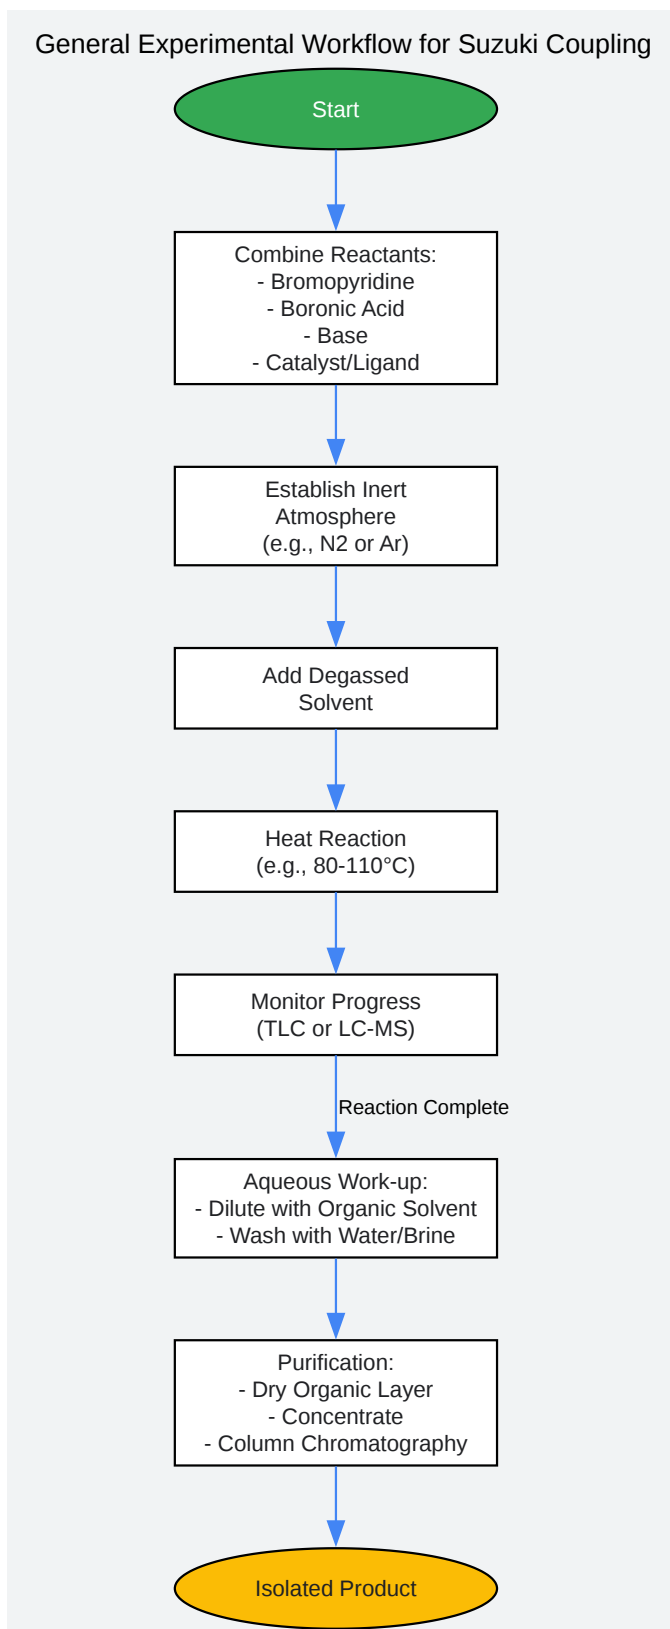 General Experimental Workflow for Suzuki Coupling
Start
Combine Reactants:
- Bromopyridine
- Boronic Acid
- Base
- Catalyst/Ligand
Establish Inert
Atmosphere
(e.g., N2 or Ar)
Add Degassed
Solvent
Heat Reaction
(e.g., 80-110°C)
Monitor Progress
(TLC or LC-MS)
Reaction Complete
Aqueous Work-up:
- Dilute with Organic Solvent
- Wash with Water/Brine
Purification:
- Dry Organic Layer
- Concentrate
- Column Chromatography
Isolated Product